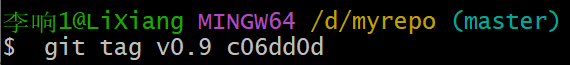 李响1@LiXiang MINGW64 /d/myrepo (master)
$  git tag v0.9 c06dd0d